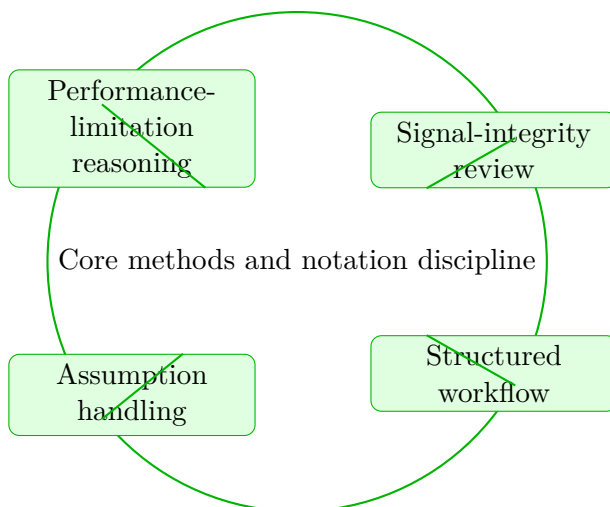 Performance-
limitation
reasoning
Signal-integrity
review
Core methods and notation discipline
Assumption
handling
Structured
workflow